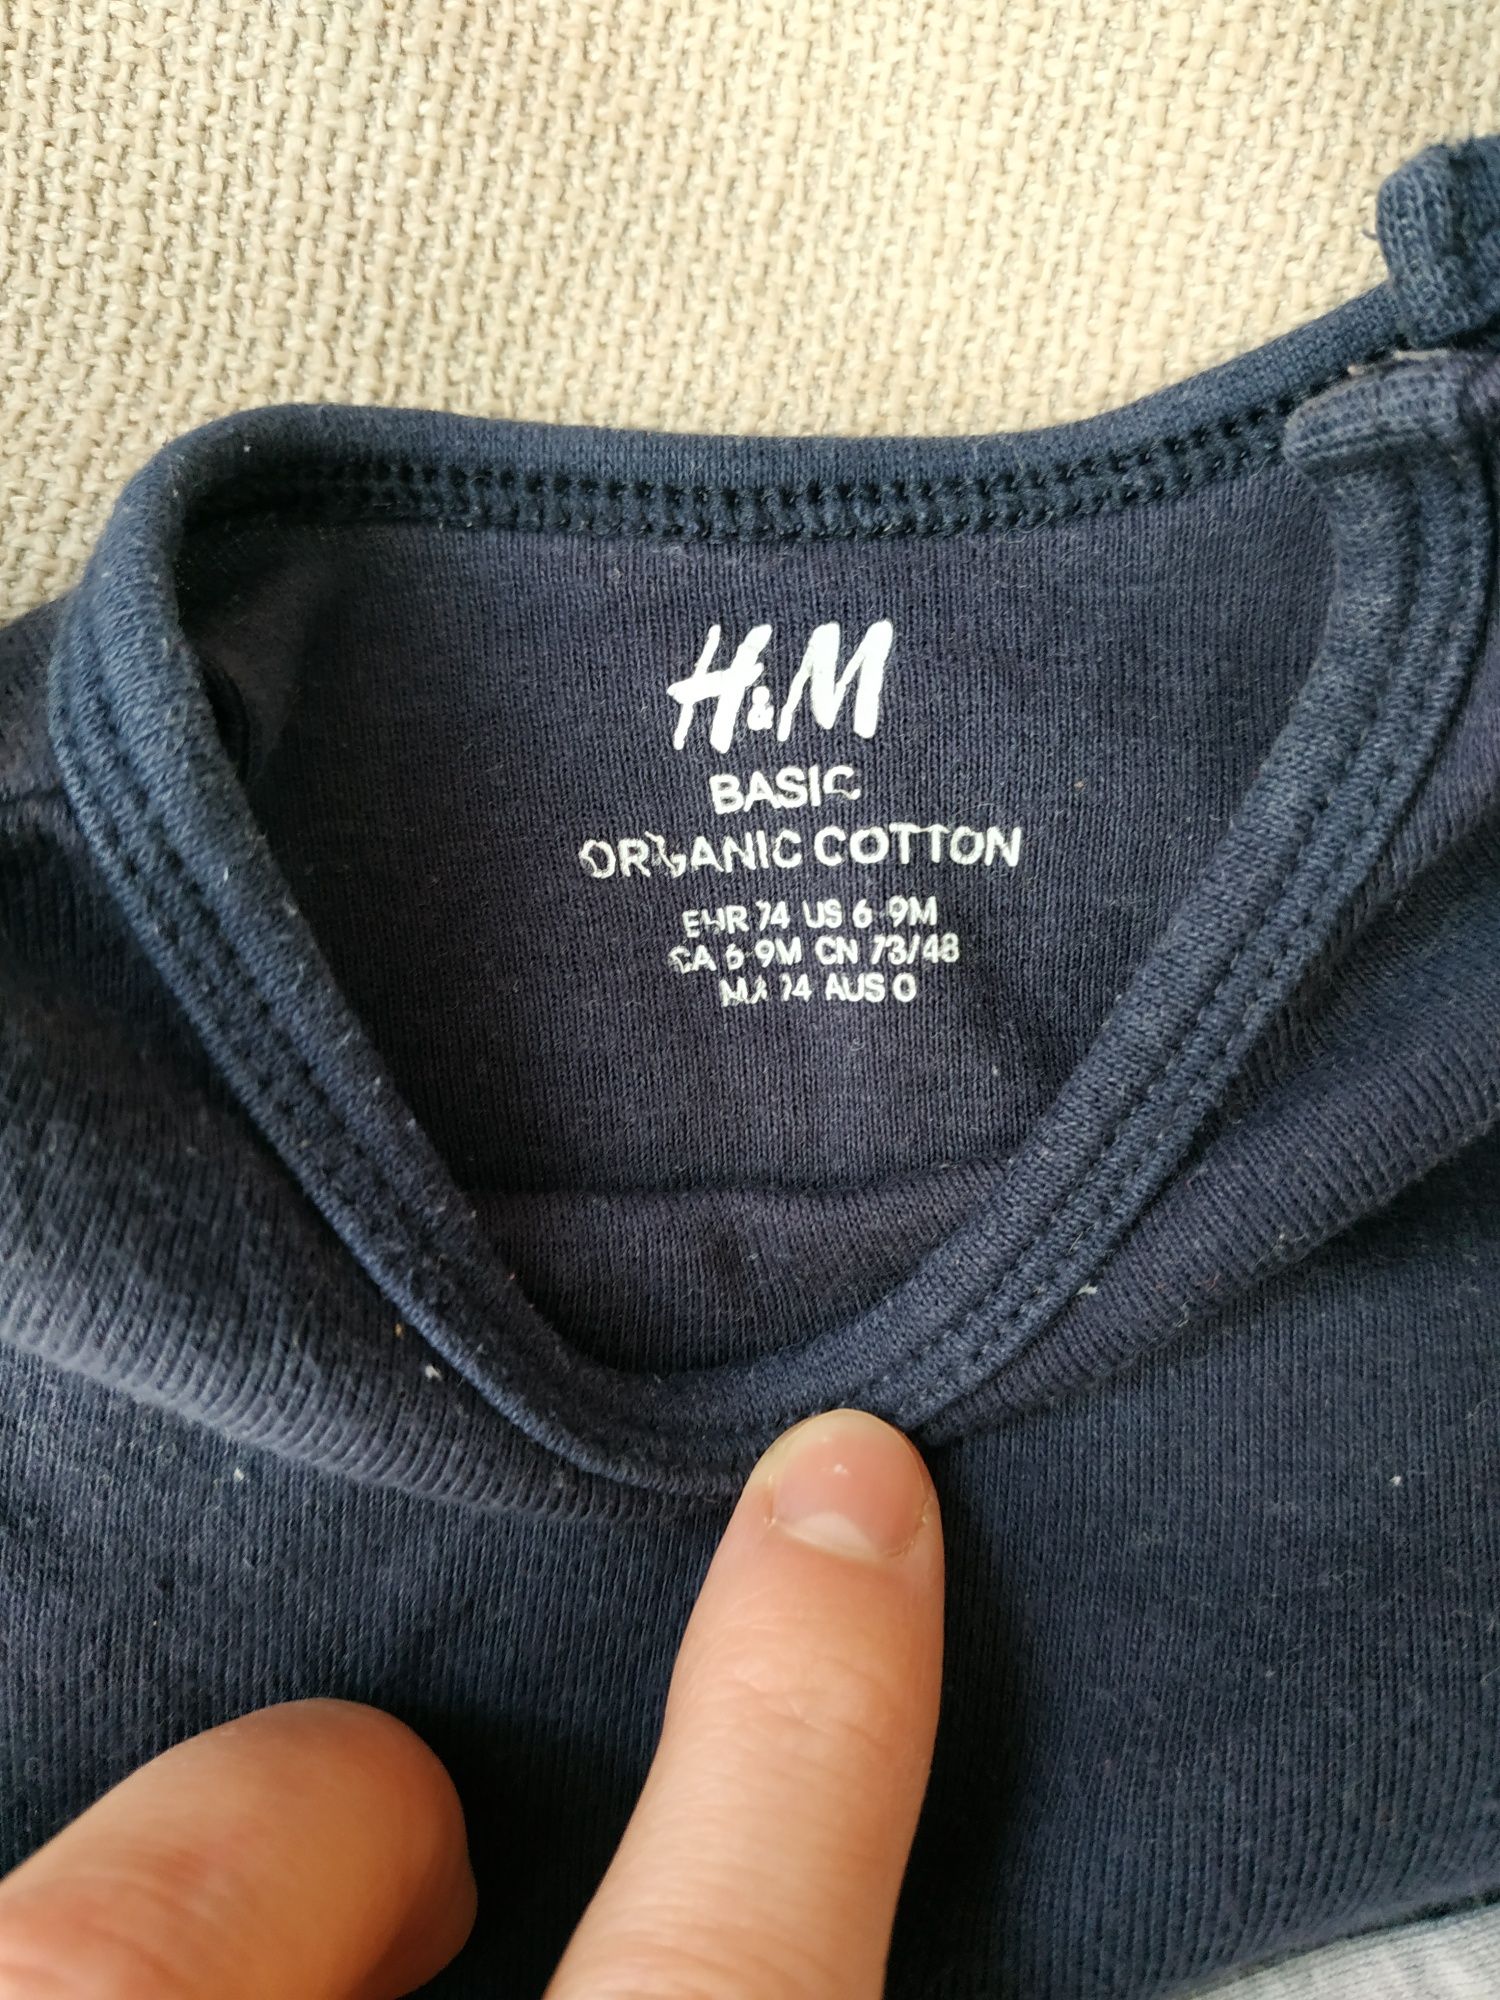 H&M
BASIC
ORGANIC COTTON
EUR 74 US 6-9M
CA 6-9M CN 73/48
MX 74 AUS 0